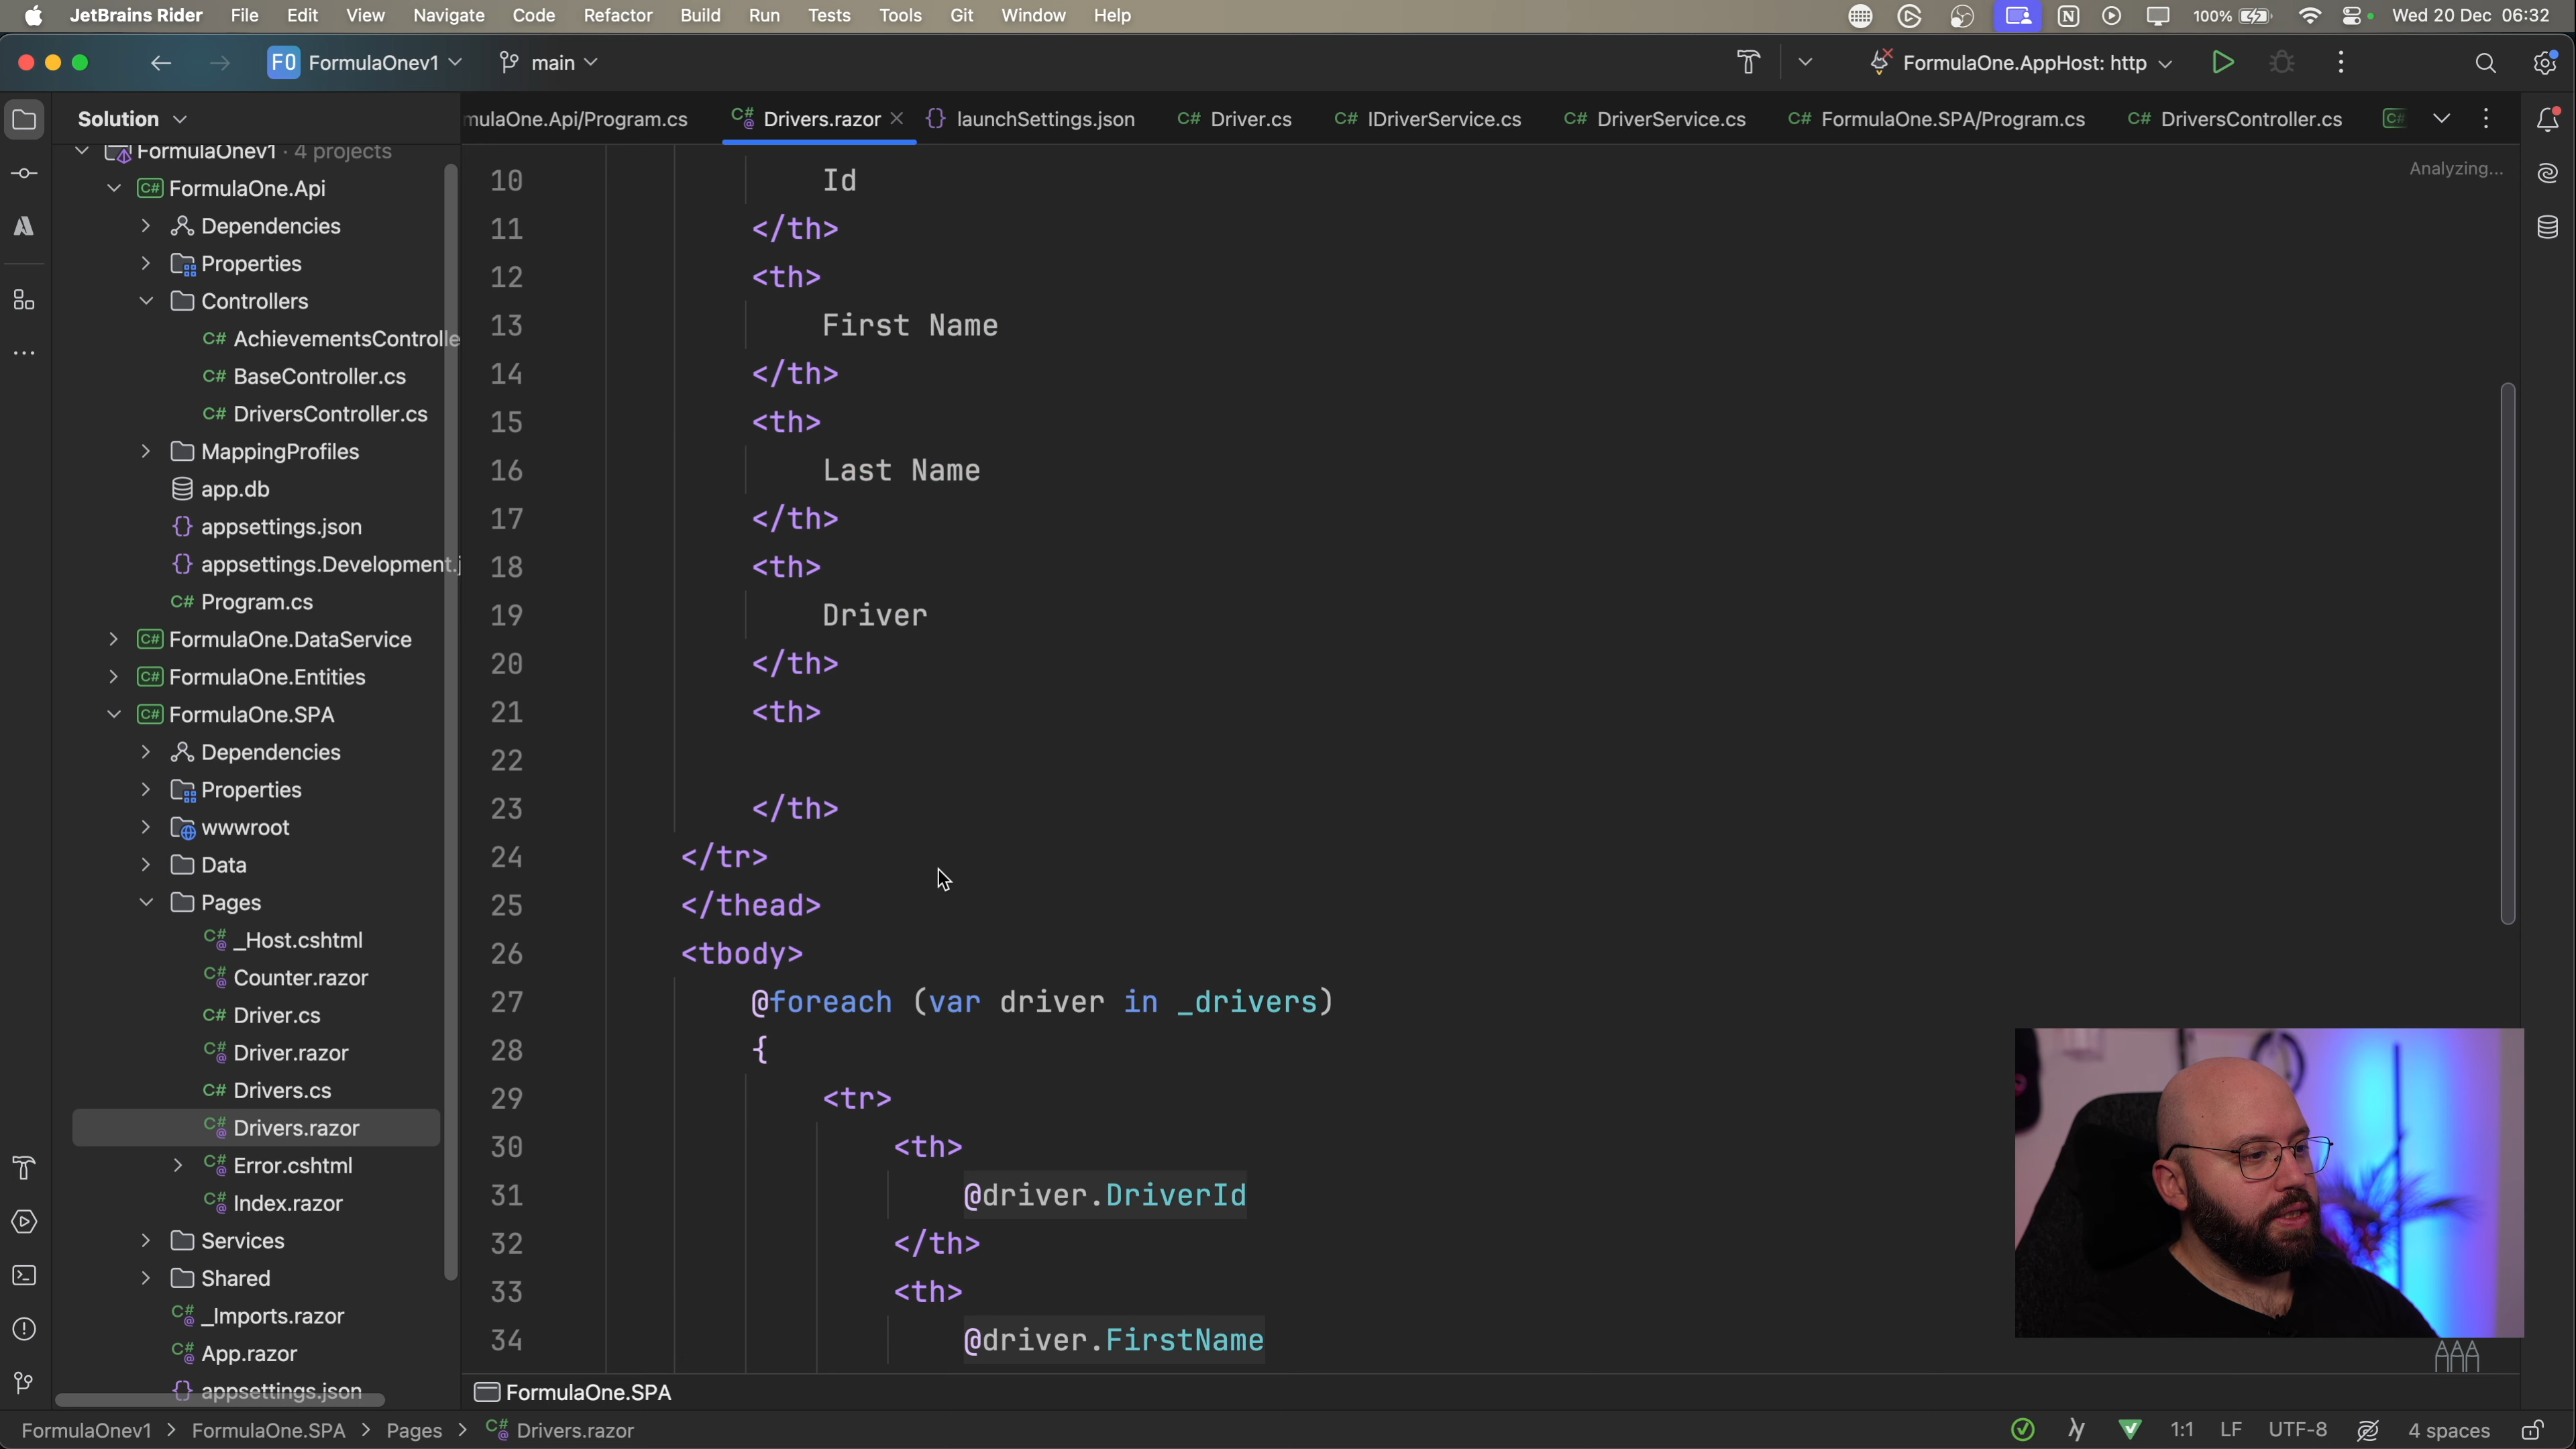 JetBrains Rider File Edit View Navigate Code Refactor Build Run Tests Tools Git Window Help 100% Wed 20 Dec 06:32
F0 FormulaOnev1 main FormulaOne.AppHost: http
Solution
mulaOne.Api/Program.cs Drivers.razor launchSettings.json Driver.cs IDriverService.cs DriverService.cs FormulaOne.SPA/Program.cs DriversController.cs
FormulaOnev1 · 4 projects
FormulaOne.Api
Dependencies
Properties
Controllers
AchievementsControlle
BaseController.cs
DriversController.cs
MappingProfiles
app.db
appsettings.json
appsettings.Development.j
Program.cs
FormulaOne.DataService
FormulaOne.Entities
FormulaOne.SPA
Dependencies
Properties
wwwroot
Data
Pages
_Host.cshtml
Counter.razor
Driver.cs
Driver.razor
Drivers.cs
Drivers.razor
Error.cshtml
Index.razor
Services
Shared
_Imports.razor
App.razor
appsettings.json
Analyzing...
10 Id
11 </th>
12 <th>
13 First Name
14 </th>
15 <th>
16 Last Name
17 </th>
18 <th>
19 Driver
20 </th>
21 <th>
22
23 </th>
24 </tr>
25 </thead>
26 <tbody>
27 @foreach (var driver in _drivers)
28 {
29 <tr>
30 <th>
31 @driver.DriverId
32 </th>
33 <th>
34 @driver.FirstName
FormulaOne.SPA
FormulaOnev1 > FormulaOne.SPA > Pages > Drivers.razor 1:1 LF UTF-8 4 spaces